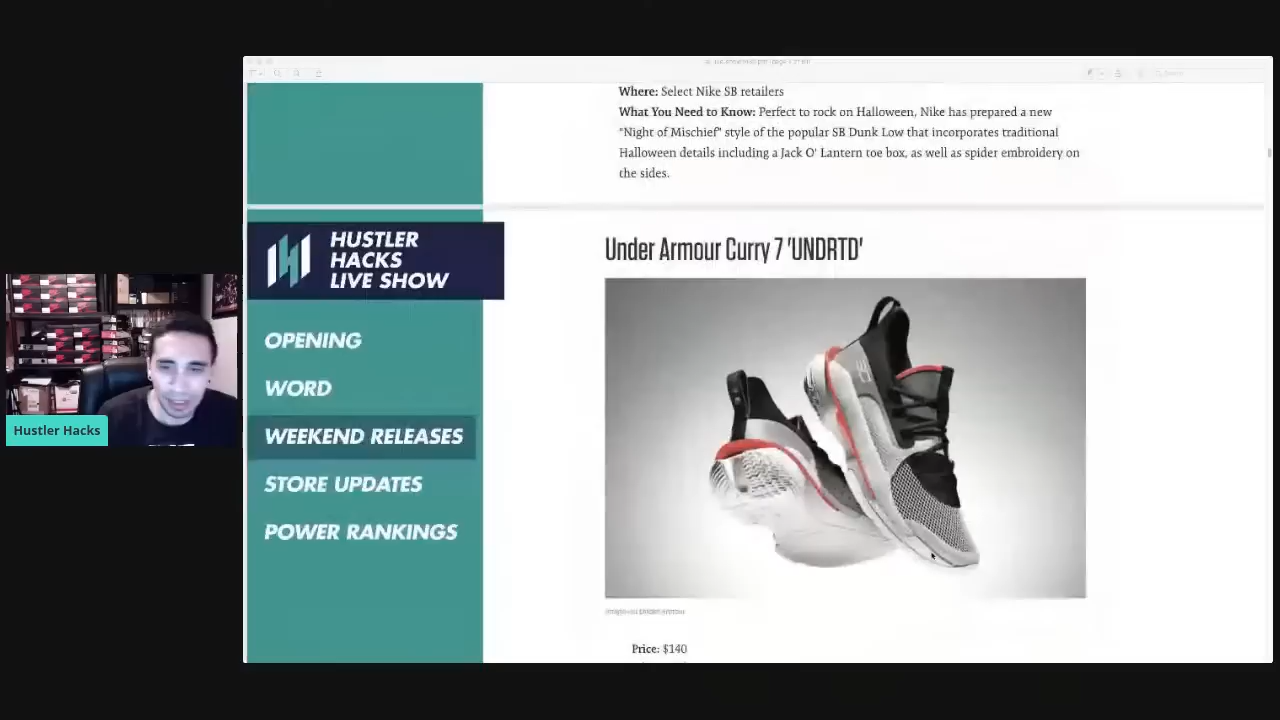 Where: Select Nike SB retailers
What You Need to Know: Perfect to rock on Halloween, Nike has prepared a new
"Night of Mischief" style of the popular SB Dunk Low that incorporates traditional
Halloween details including a Jack O' Lantern toe box, as well as spider embroidery on
the sides.
HUSTLER
HACKS
LIVE SHOW
OPENING
WORD
WEEKEND RELEASES
STORE UPDATES
POWER RANKINGS
Under Armour Curry 7 'UNDRTD'
Price: $140
Hustler Hacks